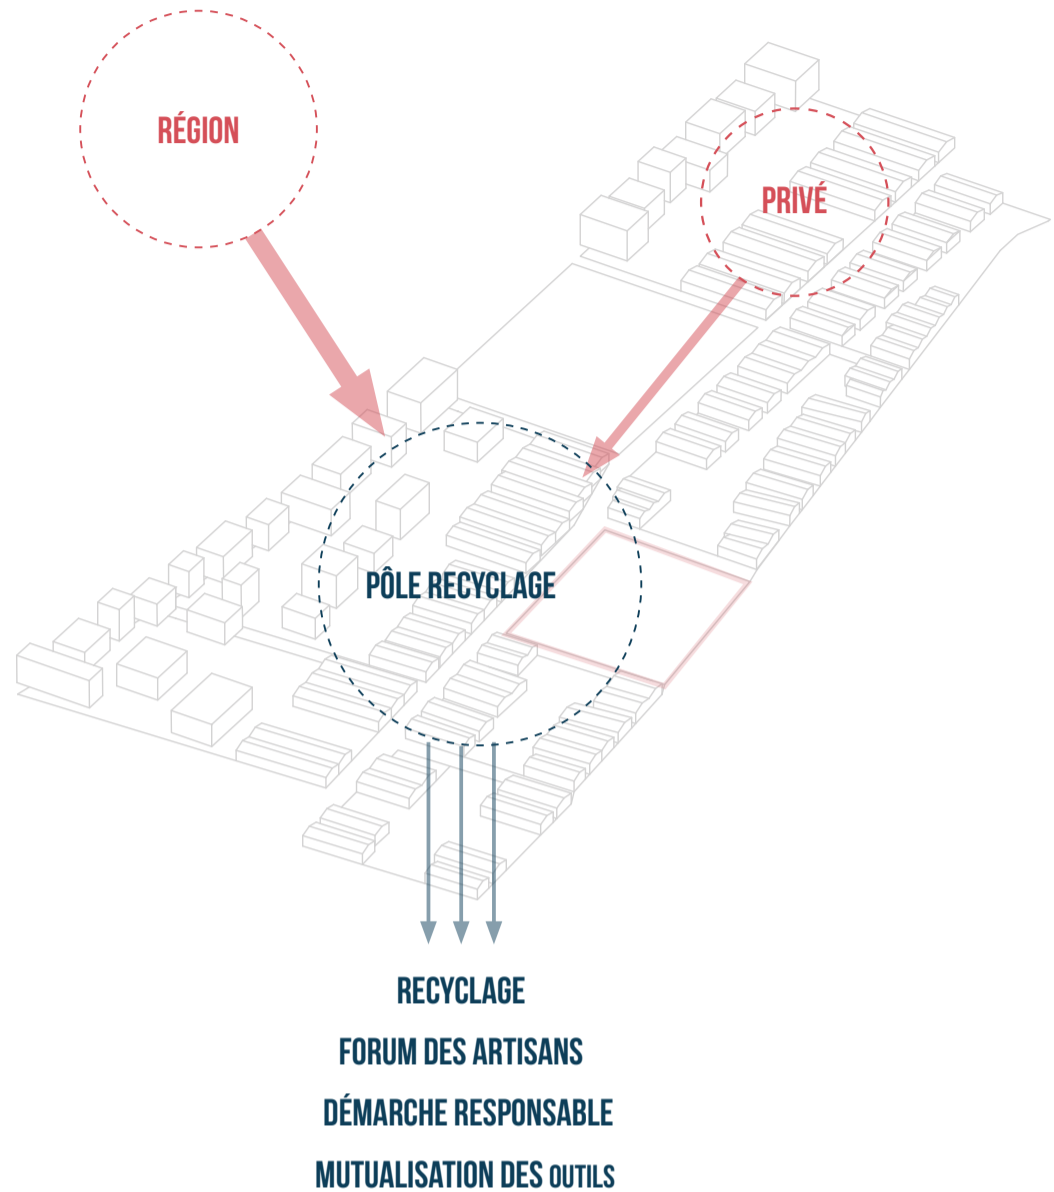 RÉGION
PRIVÉ
PÔLE RECYCLAGE
RECYCLAGE
FORUM DES ARTISANS
DÉMARCHE RESPONSABLE
MUTUALISATION DES OUTILS